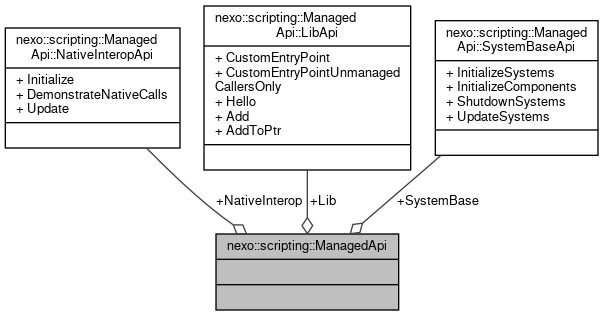 nexo::scripting::Managed
Api::NativeInteropApi
+ Initialize
+ DemonstrateNativeCalls
+ Update
nexo::scripting::Managed
Api::LibApi
+ CustomEntryPoint
+ CustomEntryPointUnmanaged
CallersOnly
+ Hello
+ Add
+ AddToPtr
nexo::scripting::Managed
Api::SystemBaseApi
+ InitializeSystems
+ InitializeComponents
+ ShutdownSystems
+ UpdateSystems
+NativeInterop
+Lib
+SystemBase
nexo::scripting::ManagedApi